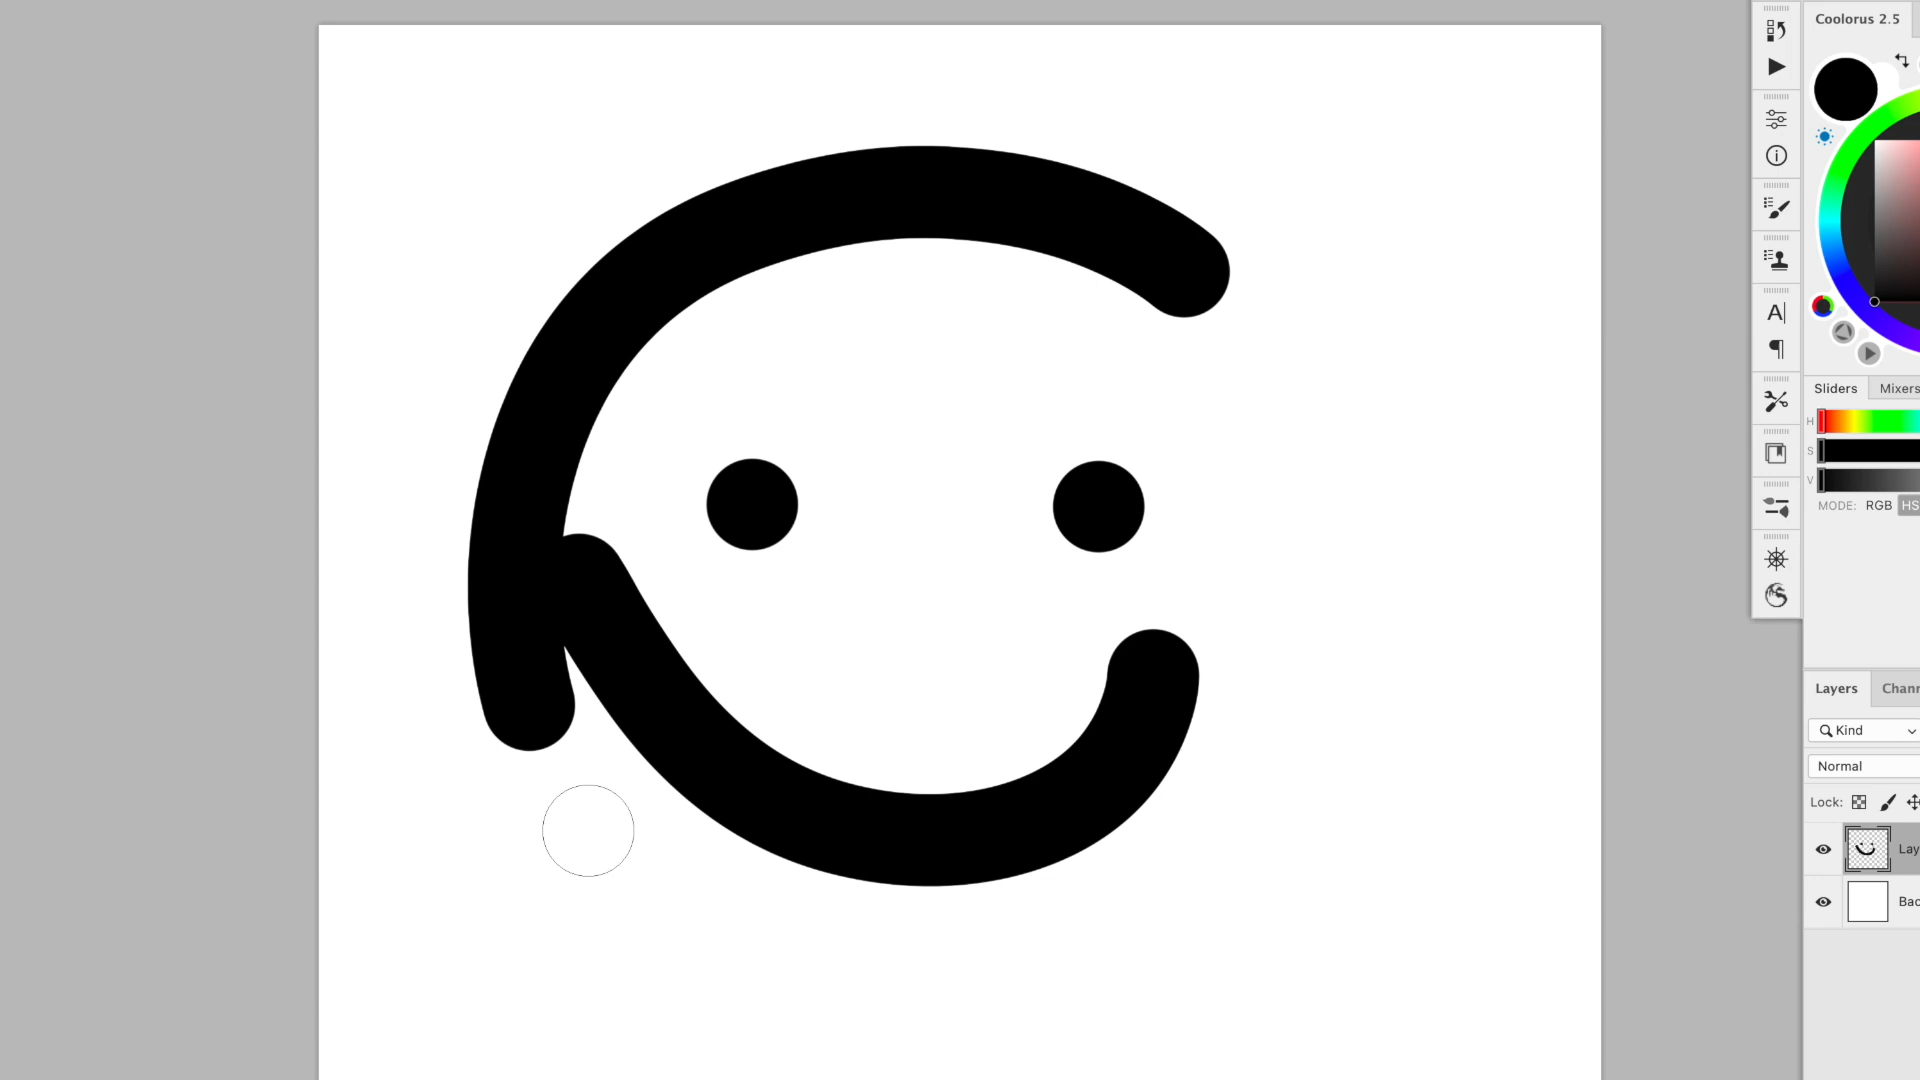 Coolorus 2.5
A
Sliders
Mixers
H
S
V
MODE: RGB HS
Layers
Chann
Kind
Normal
Lock:
Lay
Bac